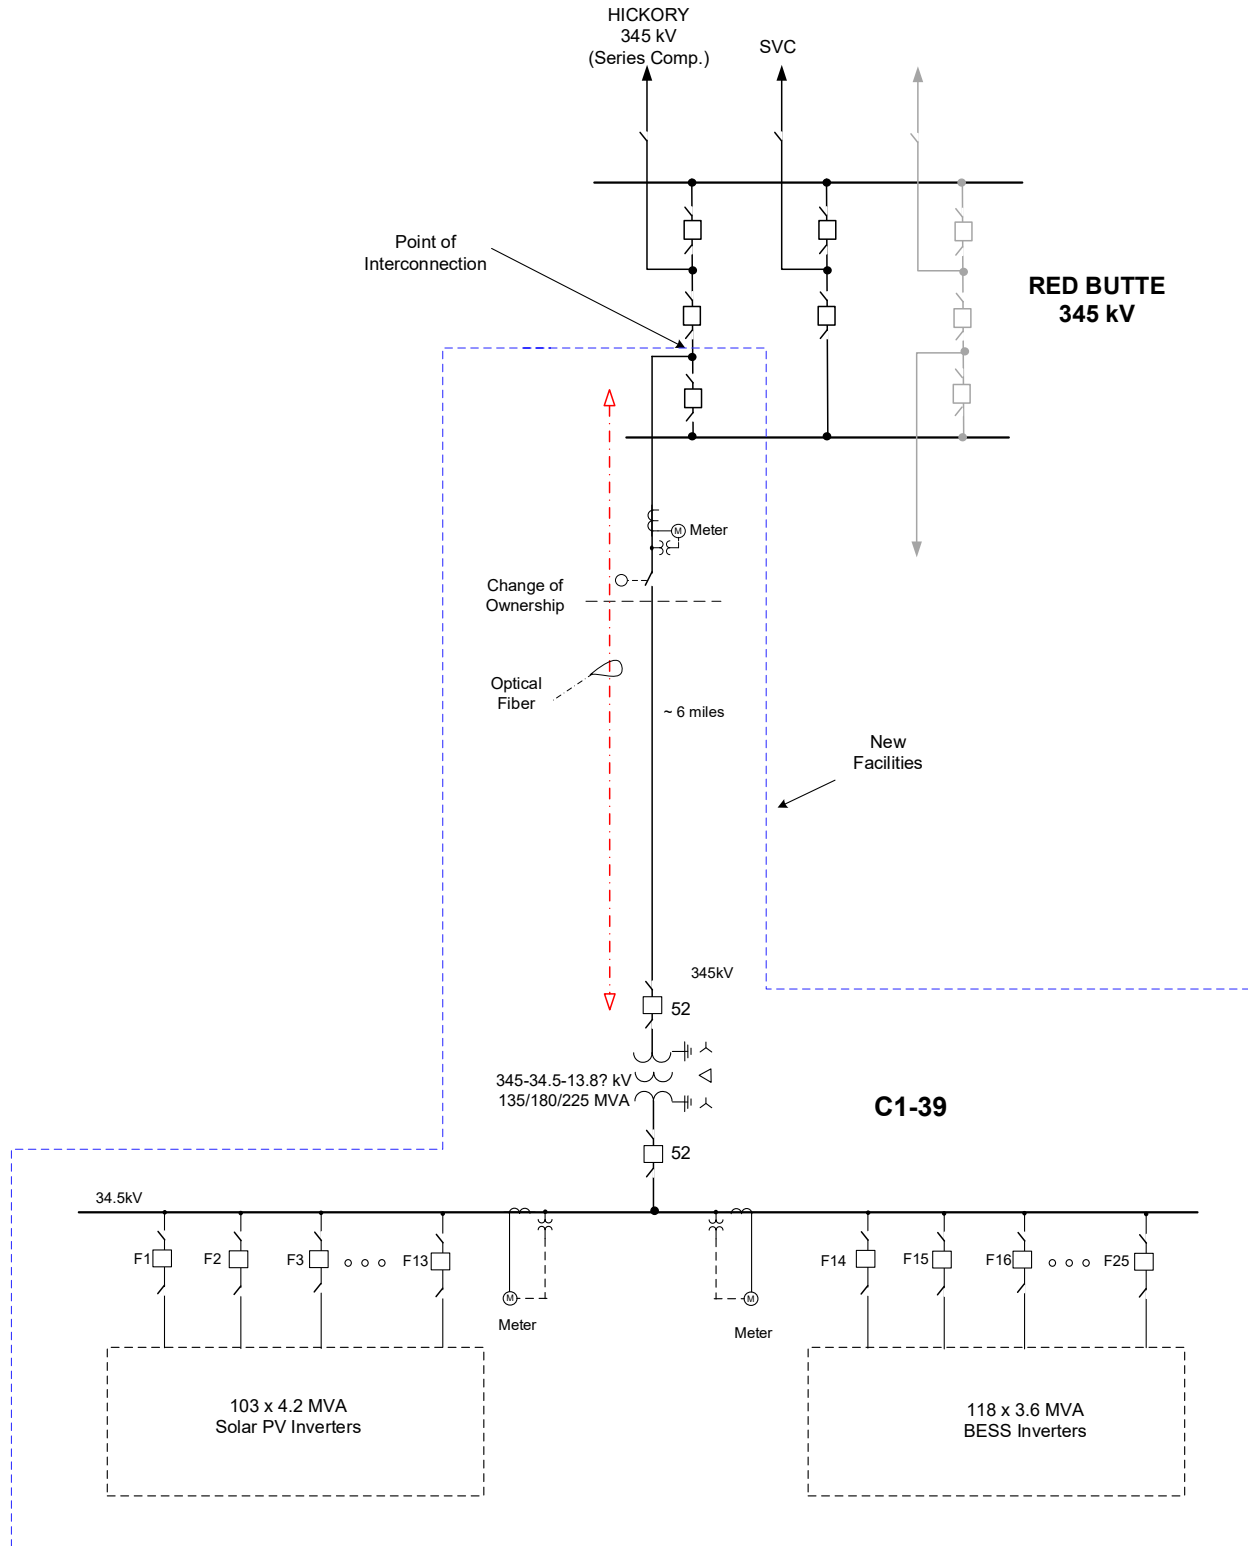 HICKORY
345 kV
(Series Comp.)
SVC
Point of
Interconnection
RED BUTTE
345 kV
M
Meter
Change of
Ownership
Optical
Fiber
~ 6 miles
New
Facilities
345kV
52
345-34.5-13.8? kV
135/180/225 MVA
C1-39
52
34.5kV
F1
F2
F3
F13
F14
F15
F16
F25
M
Meter
M
Meter
103 x 4.2 MVA
Solar PV Inverters
118 x 3.6 MVA
BESS Inverters